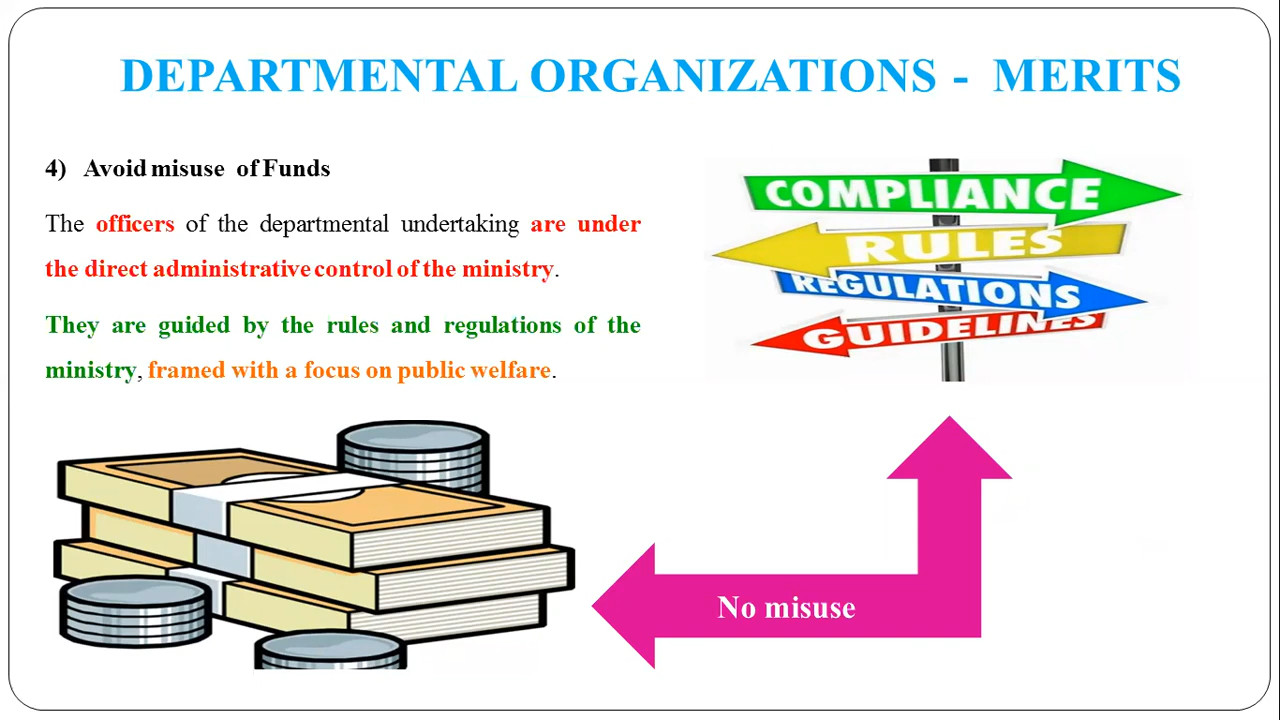 DEPARTMENTAL ORGANIZATIONS - MERITS
4) Avoid misuse of Funds
The officers of the departmental undertaking are under
the direct administrative control of the ministry.
They are guided by the rules and regulations of the
ministry, framed with a focus on public welfare.
COMPLIANCE
RULES
REGULATIONS
GUIDELINES
No misuse